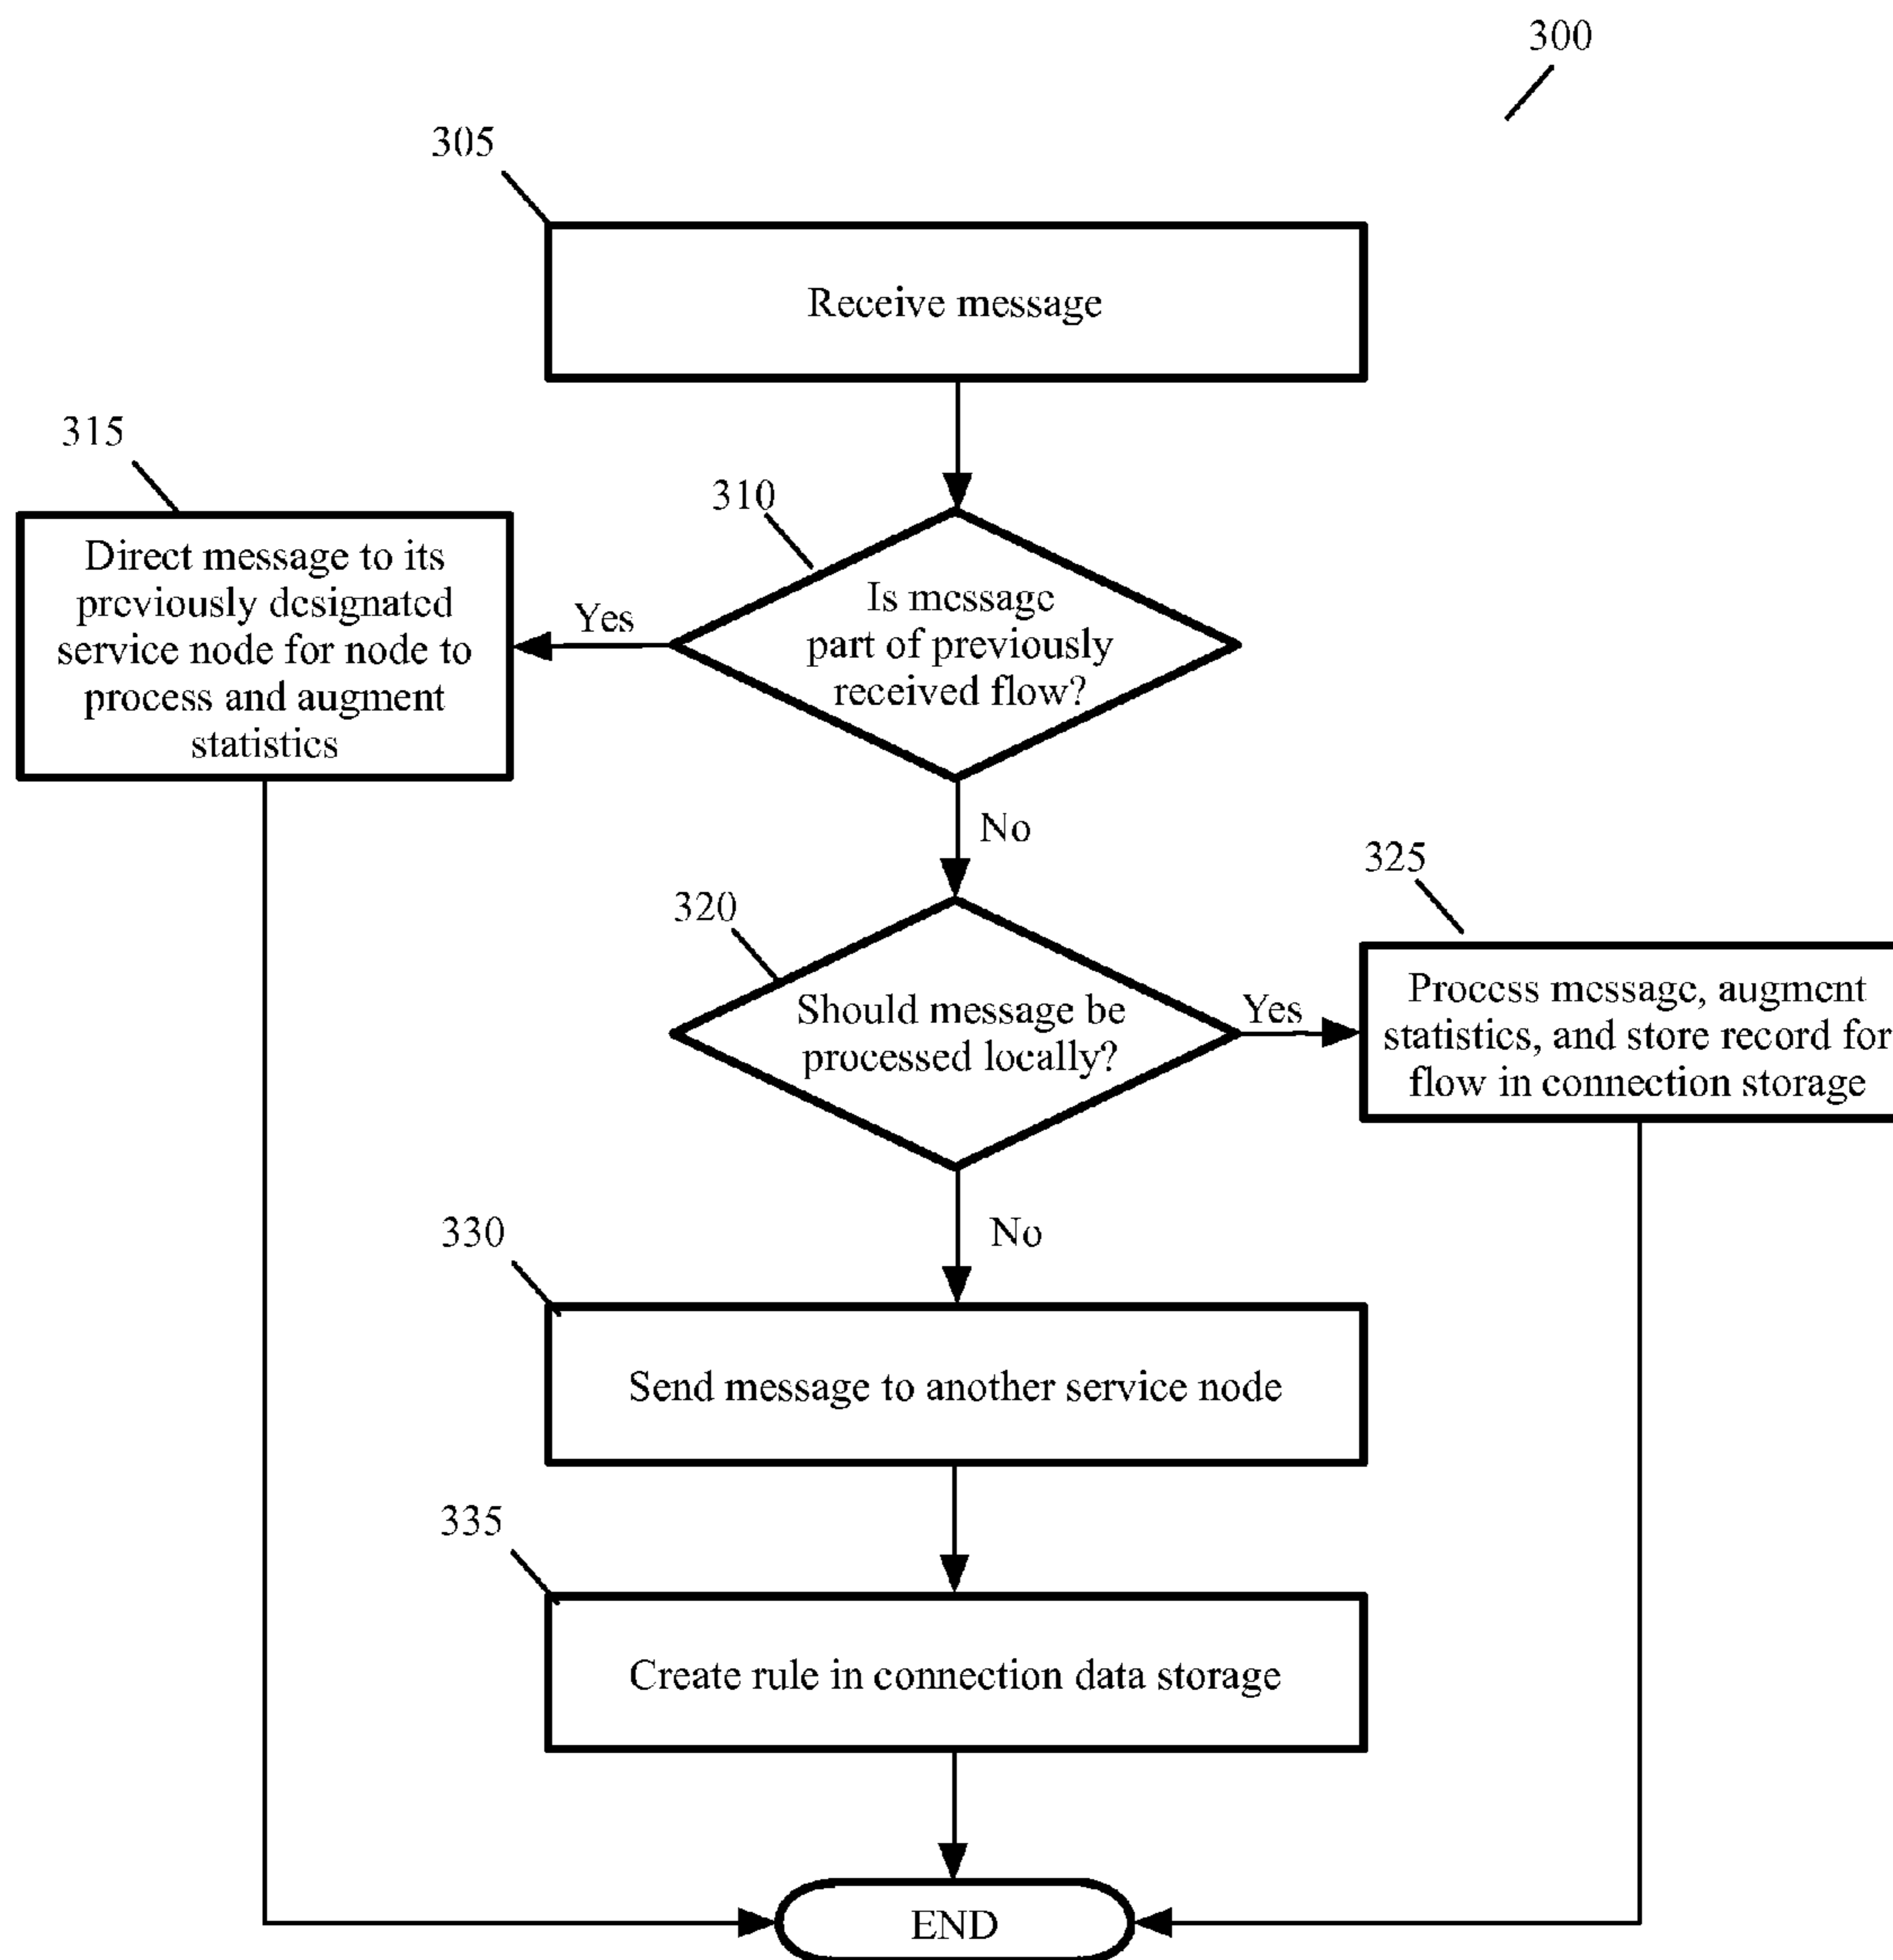 300
305
Receive message
315
310
Direct message to its
previously designated
service node for node to
process and augment
statistics
Yes
Is message
part of previously
received flow?
No
325
320
Should message be
processed locally?
Yes
Process message, augment
statistics, and store record for
flow in connection storage
330
No
Send message to another service node
335
Create rule in connection data storage
END